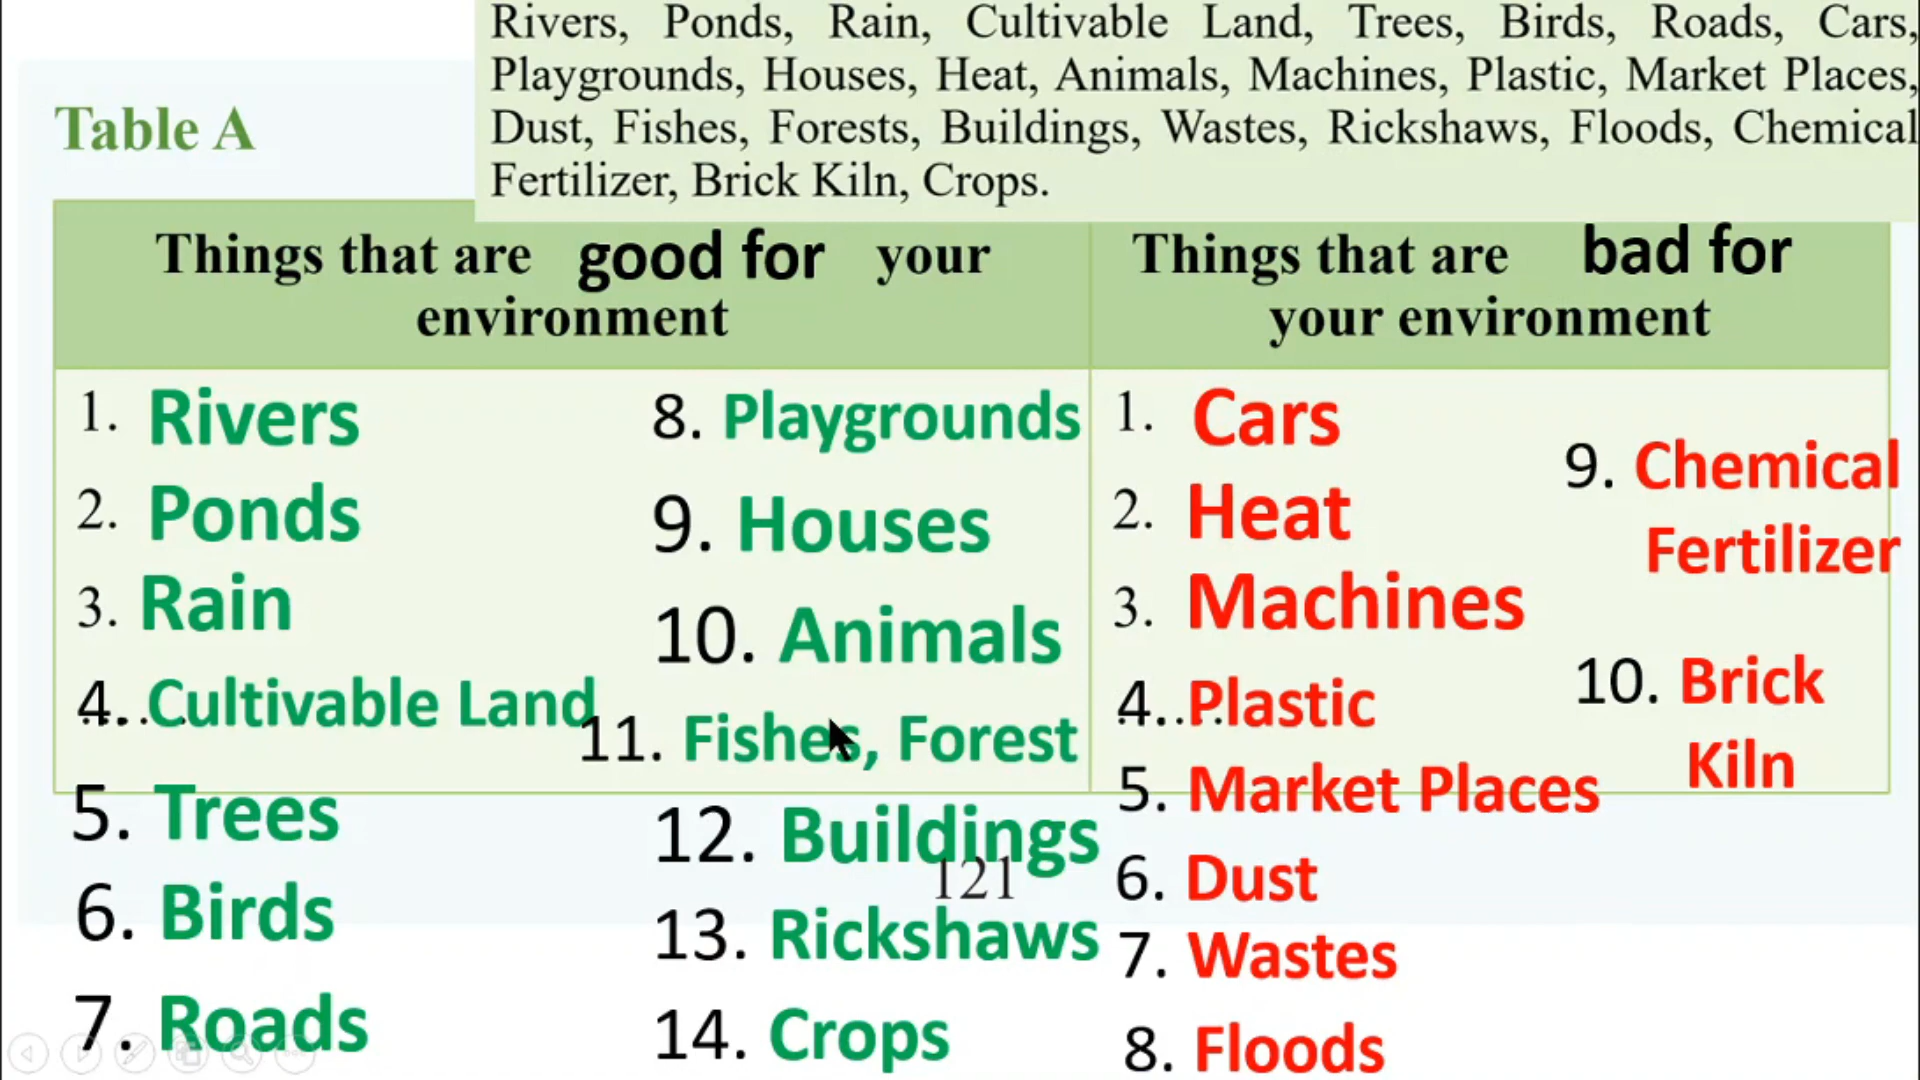 Rivers, Ponds, Rain, Cultivable Land, Trees, Birds, Roads, Cars,
Playgrounds, Houses, Heat, Animals, Machines, Plastic, Market Places,
Dust, Fishes, Forests, Buildings, Wastes, Rickshaws, Floods, Chemical
Fertilizer, Brick Kiln, Crops.
Table A
Things that are good for your
environment
1. Rivers
2. Ponds
3. Rain
4. Cultivable Land
5. Trees
6. Birds
7. Roads
8. Playgrounds
9. Houses
10. Animals
11. Fishes, Forest
12. Buildings
13. Rickshaws
14. Crops
Things that are bad for
your environment
1. Cars
2. Heat
3. Machines
4. Plastic
5. Market Places
6. Dust
7. Wastes
8. Floods
9. Chemical
Fertilizer
10. Brick
Kiln
121